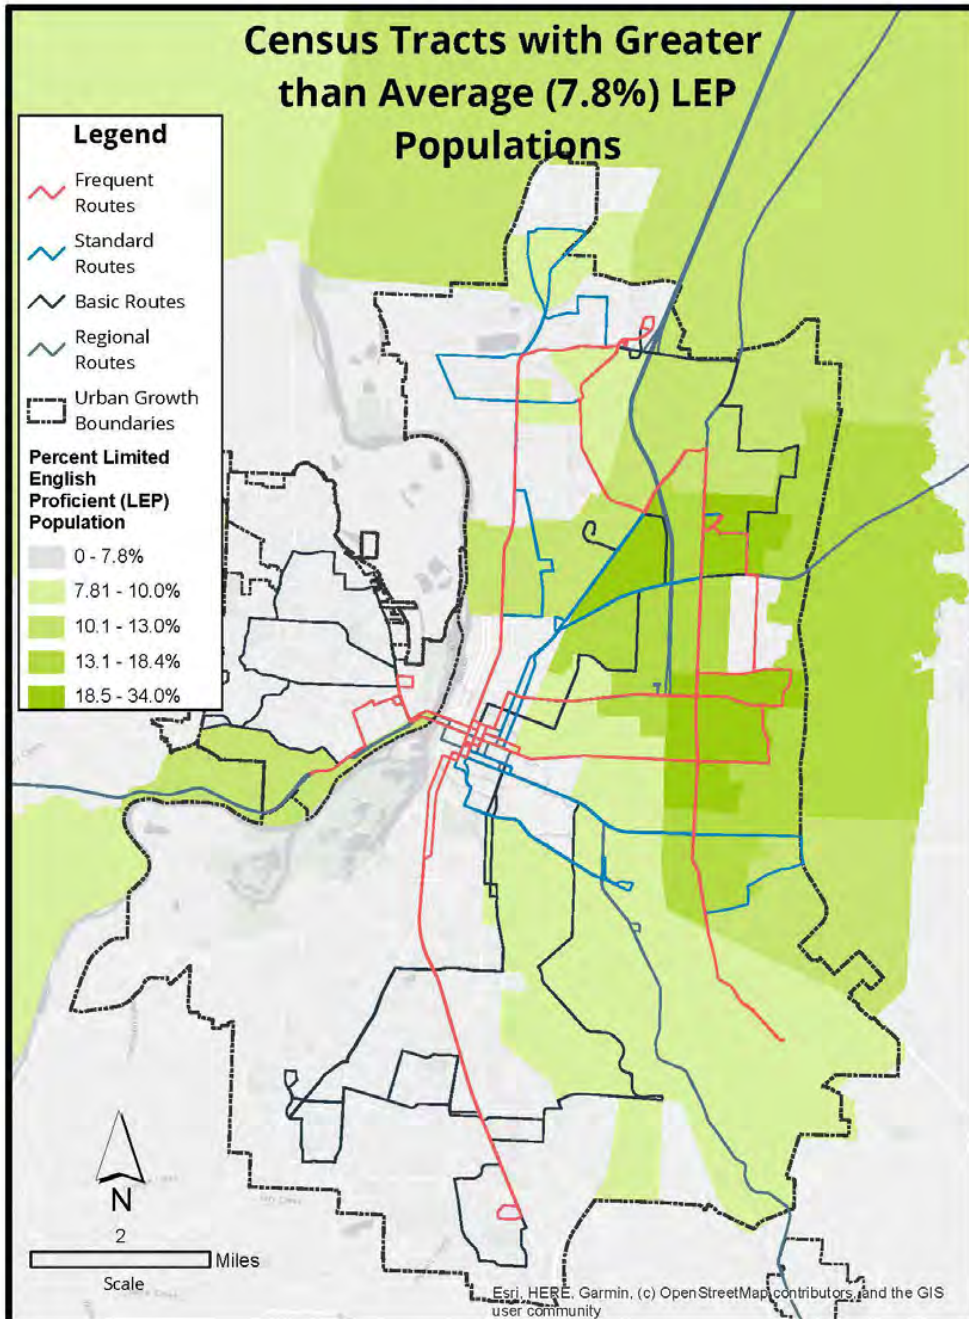 Census Tracts with Greater
than Average (7.8%) LEP
Populations
Legend
Frequent
Routes
Standard
Routes
Basic Routes
Regional
Routes
Urban Growth
Boundaries
Percent Limited
English
Proficient (LEP)
Population
0 - 7.8%
7.81 - 10.0%
10.1 - 13.0%
13.1 - 18.4%
18.5 - 34.0%
N
2
Miles
Scale
Esri, HERE, Garmin, (c) OpenStreetMap contributors, and the GIS
user community